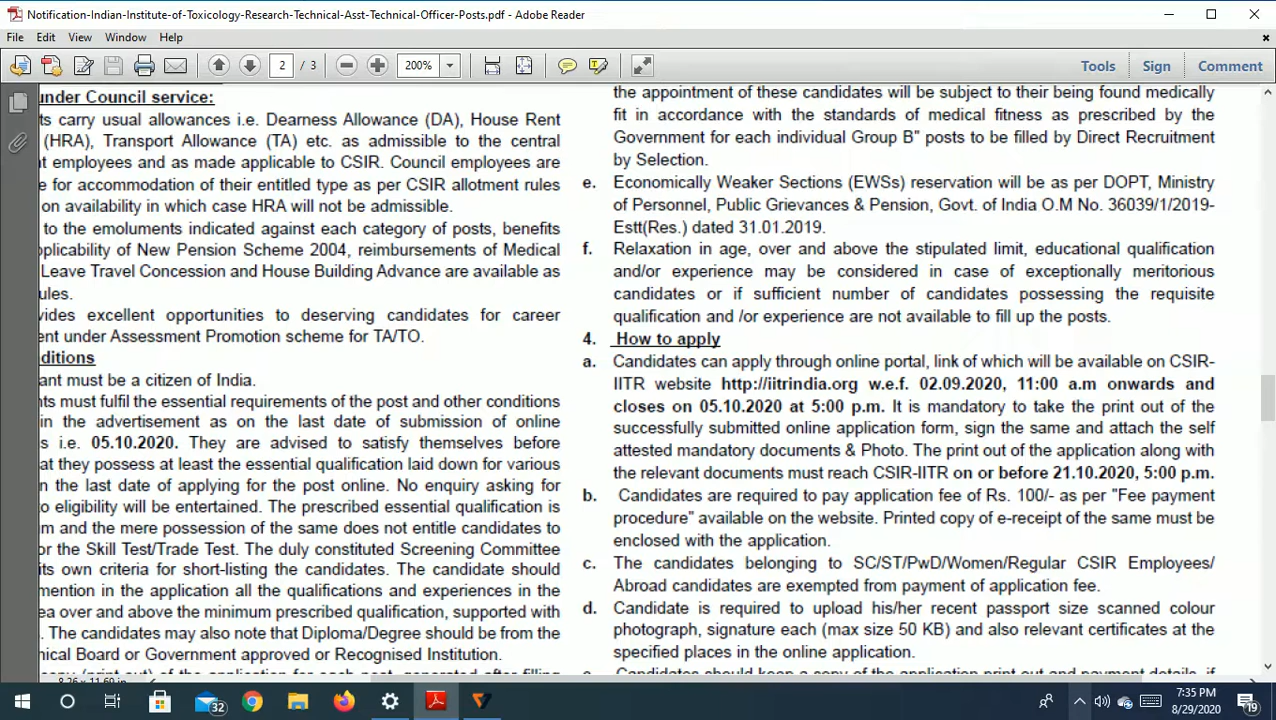 Notification-Indian-Institute-of-Toxicology-Research-Technical-Asst-Technical-Officer-Posts.pdf - Adobe Reader
File Edit View Window Help
2 / 3 200% Tools Sign Comment
under Council service:
ts carry usual allowances i.e. Dearness Allowance (DA), House Rent
(HRA), Transport Allowance (TA) etc. as admissible to the central
t employees and as made applicable to CSIR. Council employees are
e for accommodation of their entitled type as per CSIR allotment rules
on availability in which case HRA will not be admissible.
to the emoluments indicated against each category of posts, benefits
plicability of New Pension Scheme 2004, reimbursements of Medical
Leave Travel Concession and House Building Advance are available as
ules.
vides excellent opportunities to deserving candidates for career
ent under Assessment Promotion scheme for TA/TO.
ditions
ant must be a citizen of India.
nts must fulfil the essential requirements of the post and other conditions
in the advertisement as on the last date of submission of online
s i.e. 05.10.2020. They are advised to satisfy themselves before
at they possess at least the essential qualification laid down for various
n the last date of applying for the post online. No enquiry asking for
o eligibility will be entertained. The prescribed essential qualification is
m and the mere possession of the same does not entitle candidates to
or the Skill Test/Trade Test. The duly constituted Screening Committee
its own criteria for short-listing the candidates. The candidate should
mention in the application all the qualifications and experiences in the
ea over and above the minimum prescribed qualification, supported with
. The candidates may also note that Diploma/Degree should be from the
nical Board or Government approved or Recognised Institution.
the appointment of these candidates will be subject to their being found medically
fit in accordance with the standards of medical fitness as prescribed by the
Government for each individual Group B" posts to be filled by Direct Recruitment
by Selection.
e. Economically Weaker Sections (EWSs) reservation will be as per DOPT, Ministry
of Personnel, Public Grievances & Pension, Govt. of India O.M No. 36039/1/2019-
Estt(Res.) dated 31.01.2019.
f. Relaxation in age, over and above the stipulated limit, educational qualification
and/or experience may be considered in case of exceptionally meritorious
candidates or if sufficient number of candidates possessing the requisite
qualification and /or experience are not available to fill up the posts.
4. How to apply
a. Candidates can apply through online portal, link of which will be available on CSIR-
IITR website http://iitrindia.org w.e.f. 02.09.2020, 11:00 a.m onwards and
closes on 05.10.2020 at 5:00 p.m. It is mandatory to take the print out of the
successfully submitted online application form, sign the same and attach the self
attested mandatory documents & Photo. The print out of the application along with
the relevant documents must reach CSIR-IITR on or before 21.10.2020, 5:00 p.m.
b. Candidates are required to pay application fee of Rs. 100/- as per "Fee payment
procedure" available on the website. Printed copy of e-receipt of the same must be
enclosed with the application.
c. The candidates belonging to SC/ST/PwD/Women/Regular CSIR Employees/
Abroad candidates are exempted from payment of application fee.
d. Candidate is required to upload his/her recent passport size scanned colour
photograph, signature each (max size 50 KB) and also relevant certificates at the
specified places in the online application.
e. Candidates should keep a copy of the application print out and payment details, if
8.26 x 11.69 in
32
7:35 PM
8/29/2020
19